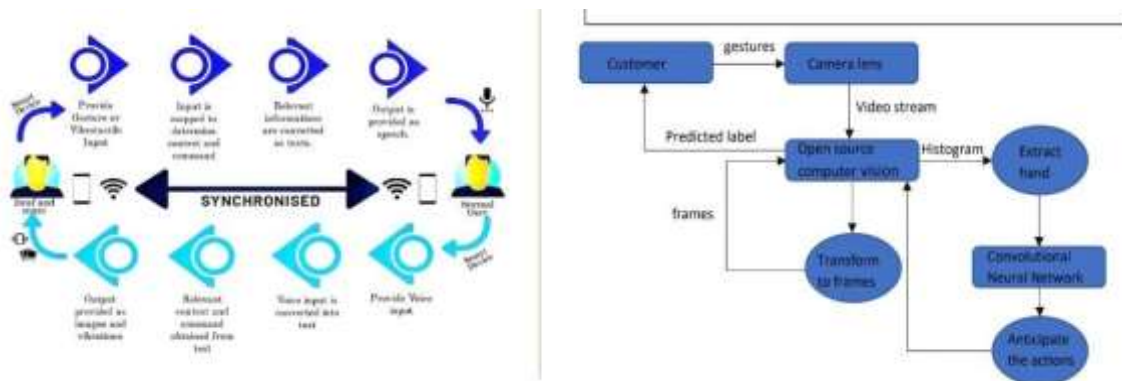 Smart Device
Provide
Gesture or
Vibrotactile
Input
Input is
mapped to
determine
context and
command
Relevant
informations
are converted
as texts.
Output is
provided as
speech.
Deaf and
SYNCHRONISED
Normal
User
Smart Device
Output
provided as
images and
vibrations
Relevant
context and
command
obtained from
text
Voice input is
converted into
text
Provide Voice
input
Customer
gestures
Camera lens
Video stream
Predicted label
Open source
computer vision
Histogram
Extract
hand
frames
Transform
to frames
Convolutional
Neural Network
Anticipate
the actions